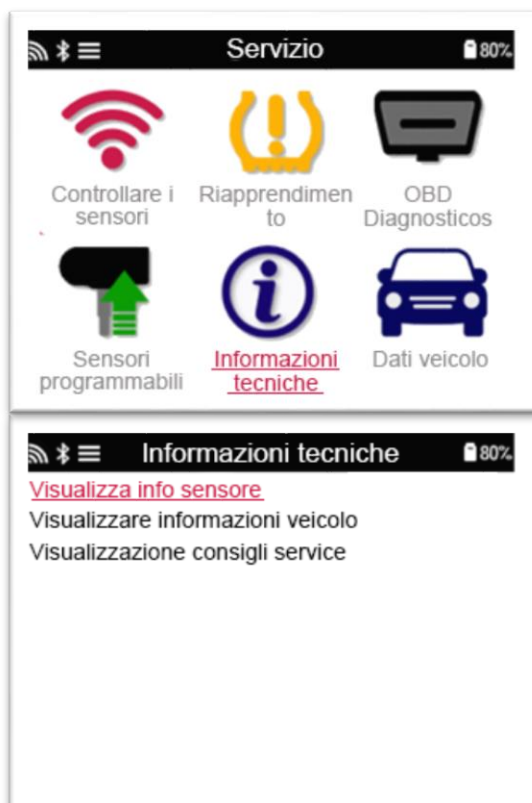 Servizio 80%
Controllare i Riapprendimen OBD
sensori to Diagnosticos
Sensori Informazioni Dati veicolo
programmabili tecniche
Informazioni tecniche 80%
Visualizza info sensore
Visualizzare informazioni veicolo
Visualizzazione consigli service